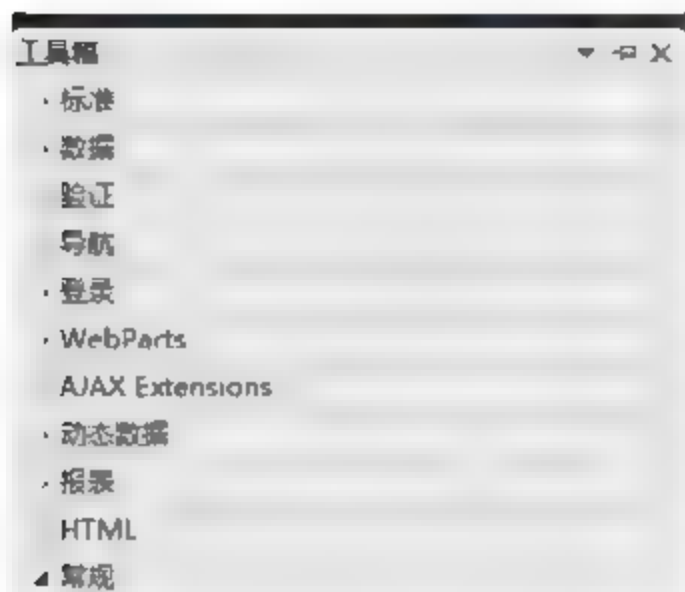 工具箱
标准
数据
验证
导航
登录
WebParts
AJAX Extensions
动态数据
报表
HTML
常规